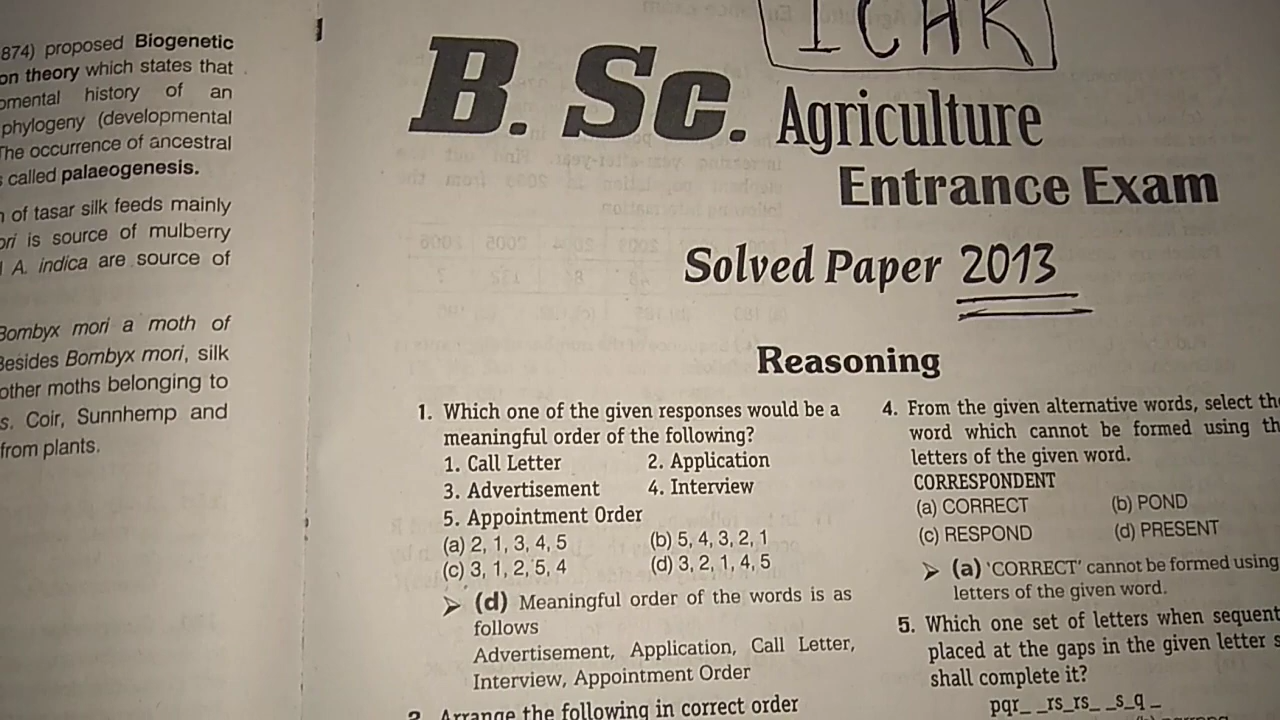 874) proposed Biogenetic
on theory which states that
omental history of an
phylogeny (developmental
The occurrence of ancestral
called palaeogenesis.
of tasar silk feeds mainly
ori is source of mulberry
A. indica are source of
Bombyx mori a moth of
Besides Bombyx mori, silk
other moths belonging to
s. Coir, Sunnhemp and
from plants.
ICAR
B. Sc. Agriculture
Entrance Exam
Solved Paper 2013
Reasoning
1. Which one of the given responses would be a
meaningful order of the following?
1. Call Letter 2. Application
3. Advertisement 4. Interview
5. Appointment Order
(a) 2, 1, 3, 4, 5 (b) 5, 4, 3, 2, 1
(c) 3, 1, 2, 5, 4 (d) 3, 2, 1, 4, 5
➤ (d) Meaningful order of the words is as
follows
Advertisement, Application, Call Letter,
Interview, Appointment Order
2. Arrange the following in correct order
4. From the given alternative words, select the
word which cannot be formed using th
letters of the given word.
CORRESPONDENT
(a) CORRECT (b) POND
(c) RESPOND (d) PRESENT
➤ (a) 'CORRECT' cannot be formed using
letters of the given word.
5. Which one set of letters when sequent
placed at the gaps in the given letter s
shall complete it?
pqr_ _rs_rs_ _s_q_